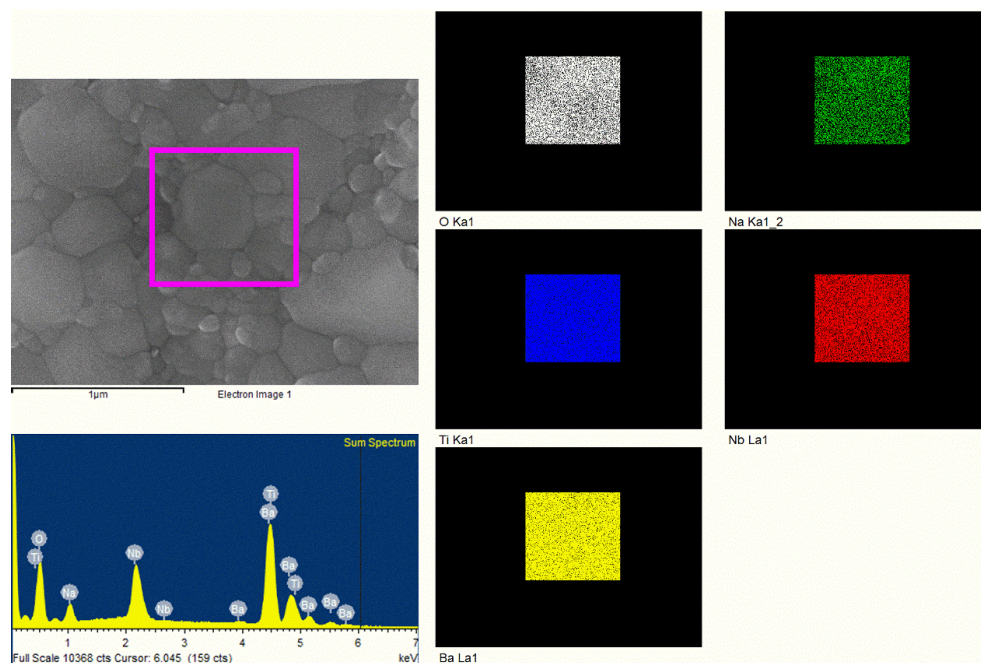 O Ka1
Na Ka1_2
1µm
Electron Image 1
Ti Ka1
Nb La1
Sum Spectrum
Ti
Ba
O
Ti
Nb
Ba
Ti
Na
Nb
Ba
Ba
Ba
Ba
1 2 3 4 5 6 7
Full Scale 10368 cts Cursor: 6.045 (159 cts) keV
Ba La1